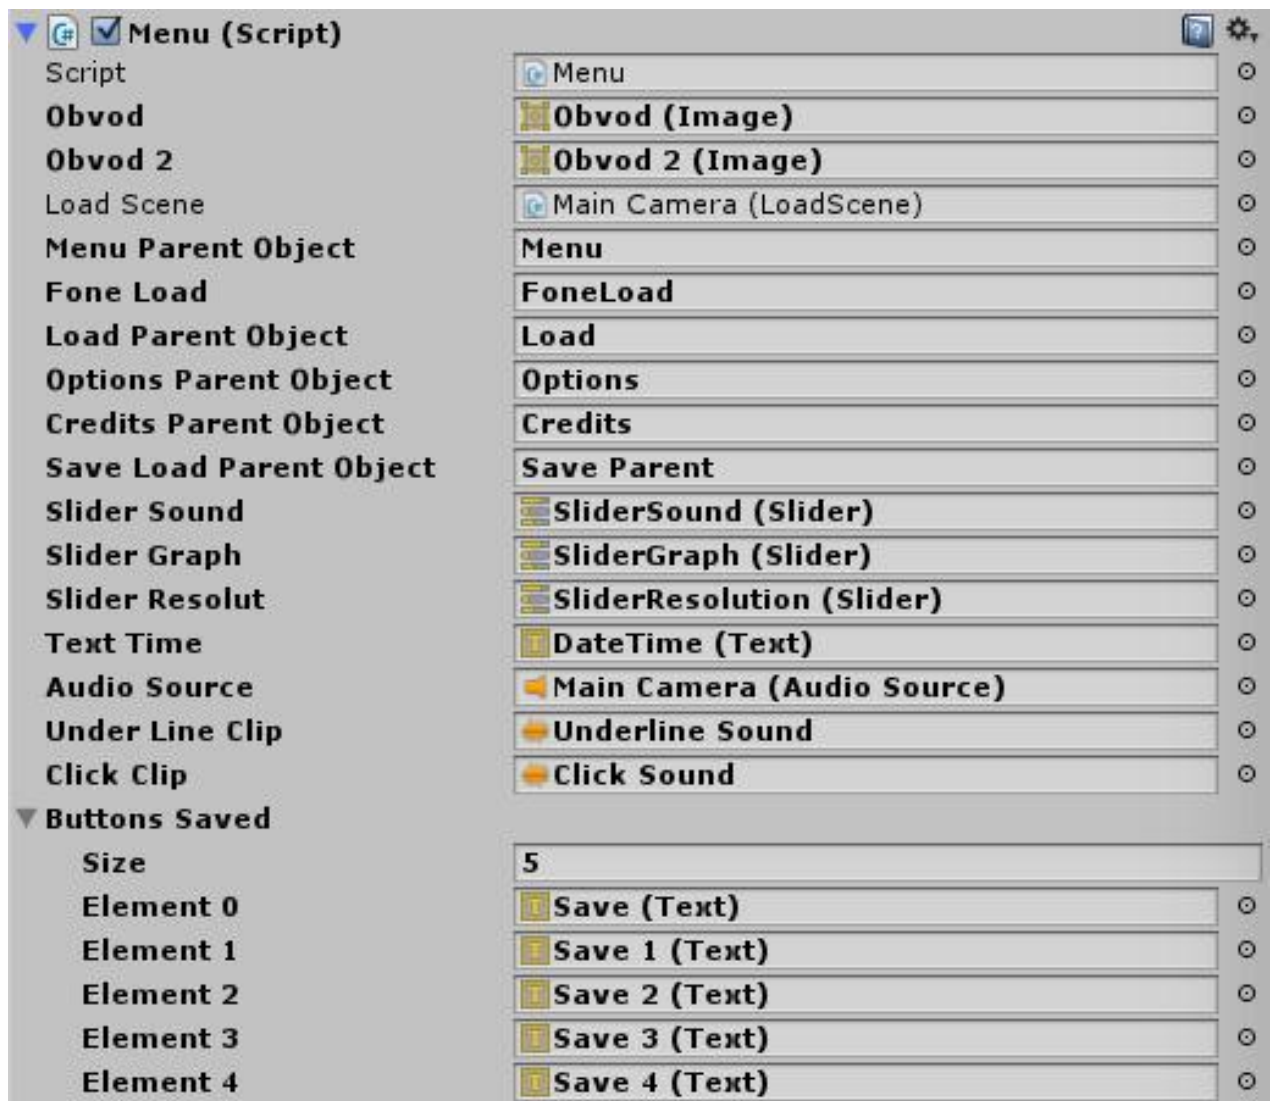 Menu (Script)
Script Menu
Obvod Obvod (Image)
Obvod 2 Obvod 2 (Image)
Load Scene Main Camera (LoadScene)
Menu Parent Object Menu
Fone Load FoneLoad
Load Parent Object Load
Options Parent Object Options
Credits Parent Object Credits
Save Load Parent Object Save Parent
Slider Sound SliderSound (Slider)
Slider Graph SliderGraph (Slider)
Slider Resolut SliderResolution (Slider)
Text Time DateTime (Text)
Audio Source Main Camera (Audio Source)
Under Line Clip Underline Sound
Click Clip Click Sound
Buttons Saved
Size 5
Element 0 Save (Text)
Element 1 Save 1 (Text)
Element 2 Save 2 (Text)
Element 3 Save 3 (Text)
Element 4 Save 4 (Text)